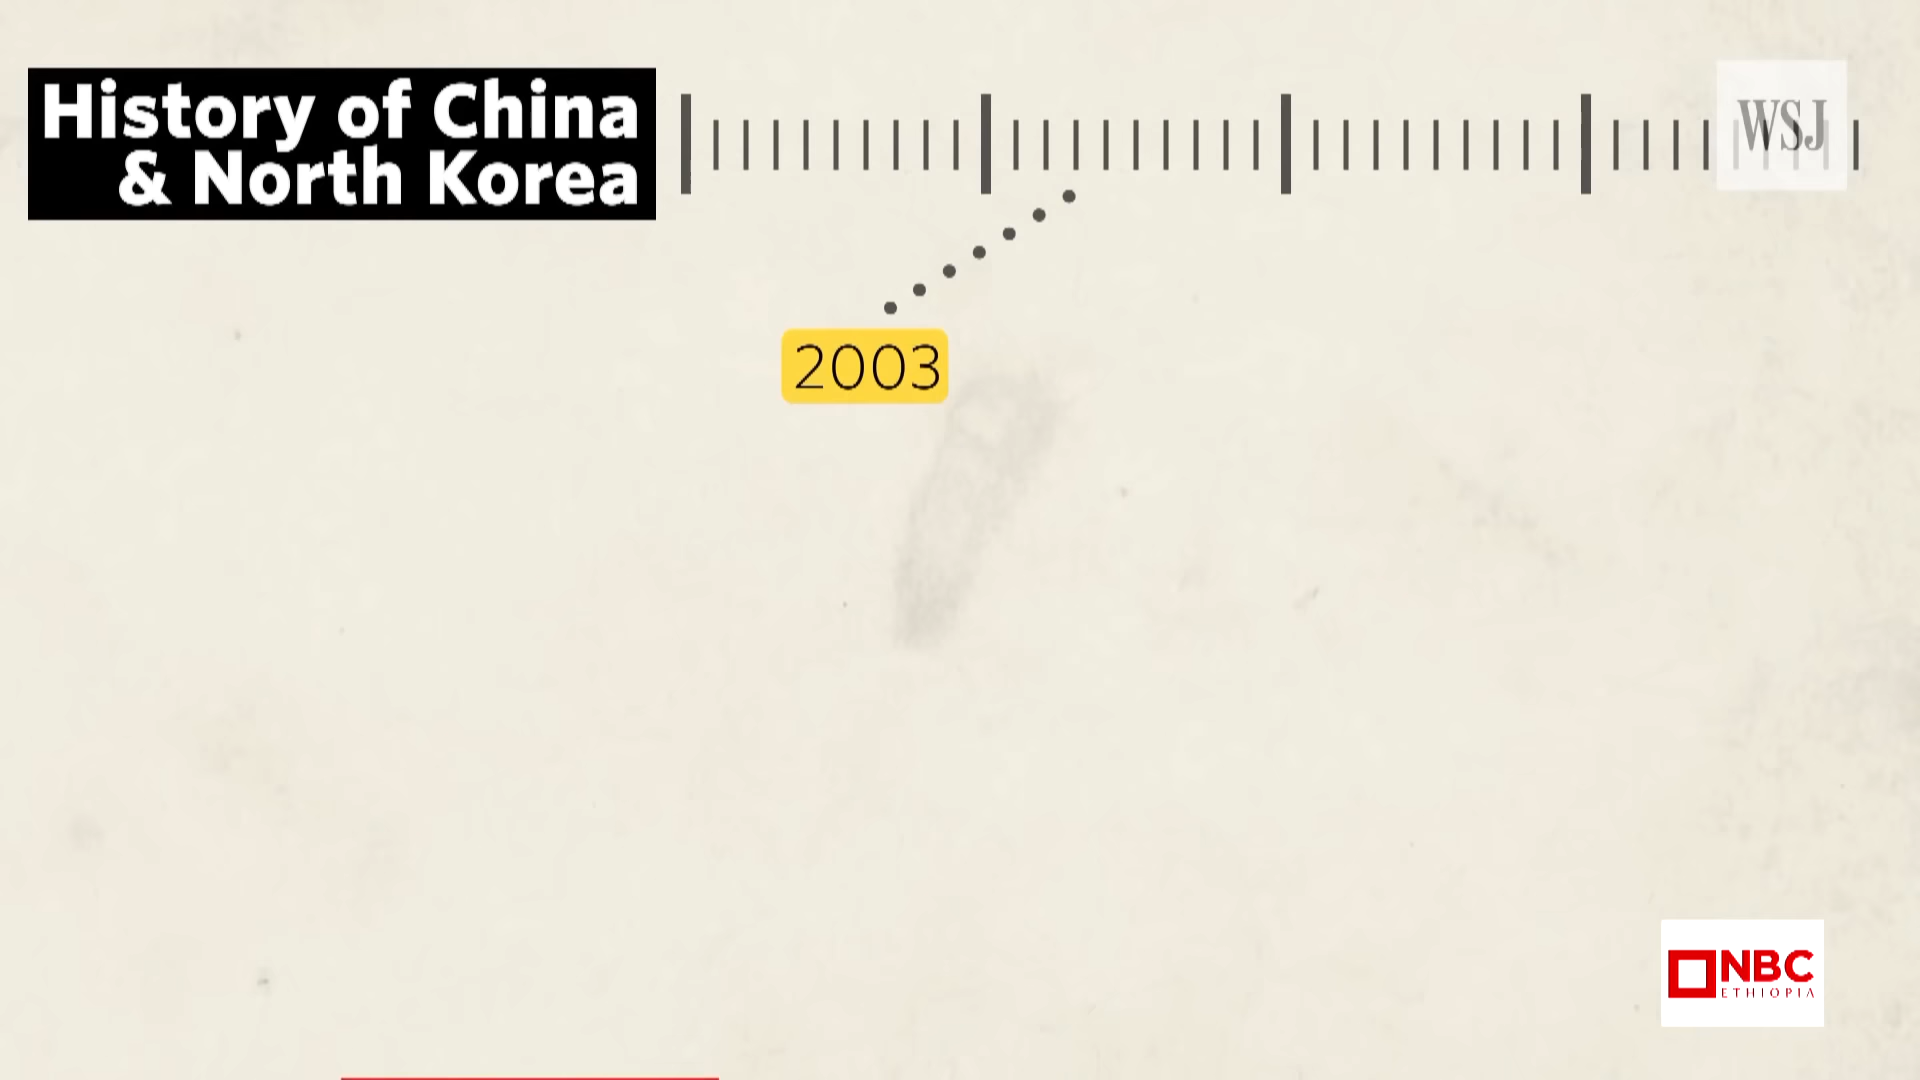 History of China
& North Korea
WSJ
2003
NBC
ETHIOPIA